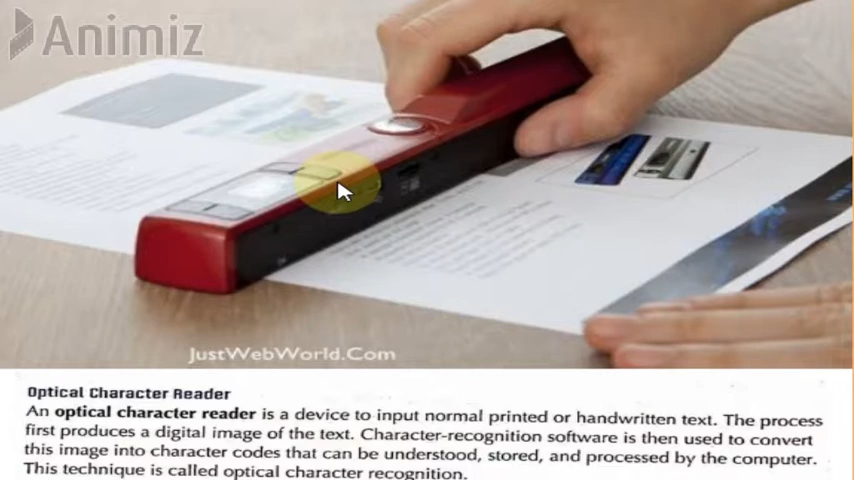 Animiz
JustWebWorld.Com
Optical Character Reader
An optical character reader is a device to input normal printed or handwritten text. The process
first produces a digital image of the text. Character-recognition software is then used to convert
this image into character codes that can be understood, stored, and processed by the computer.
This technique is called optical character recognition.